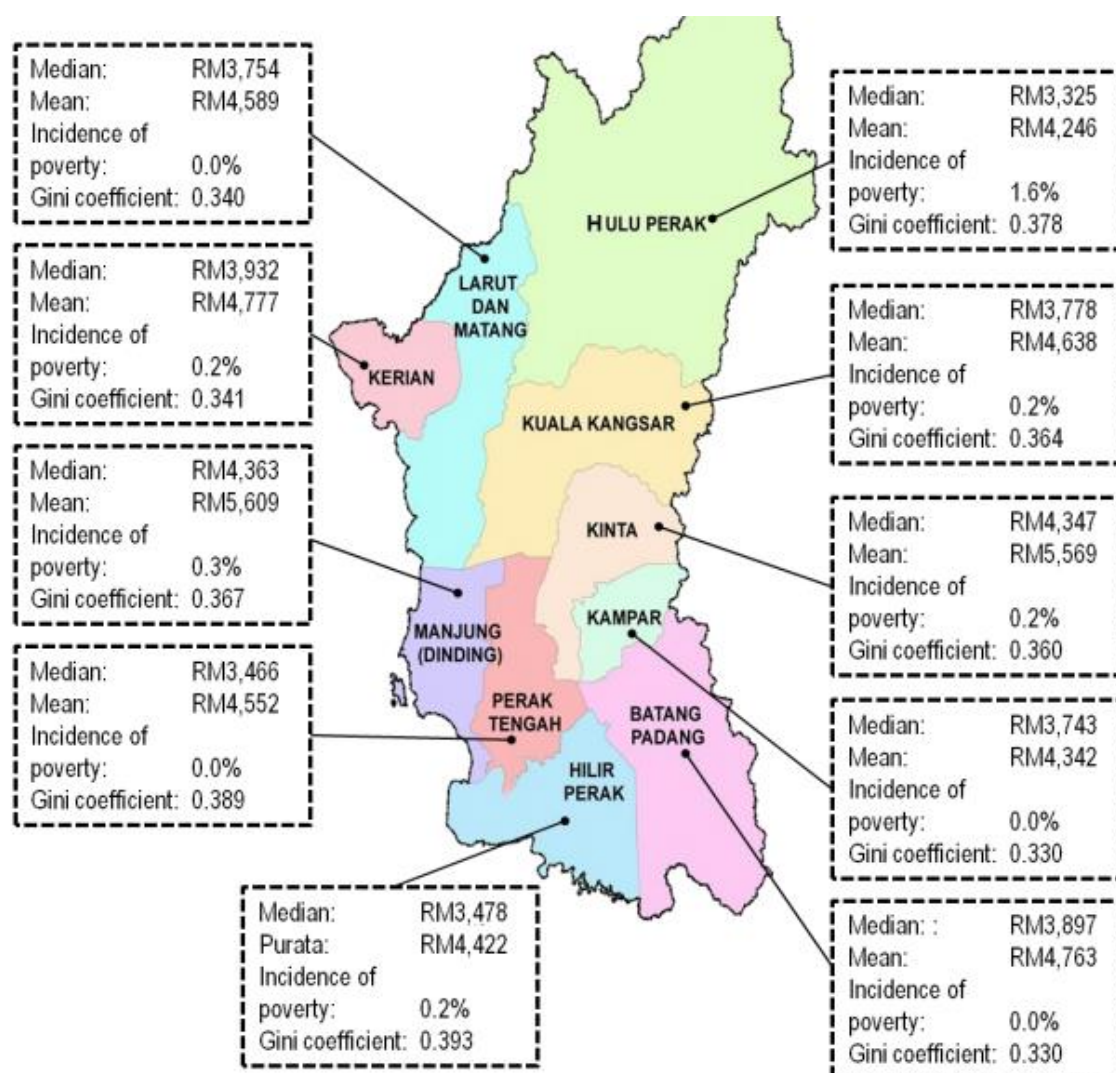 Median: RM3,754
Mean: RM4,589
Incidence of
poverty: 0.0%
Gini coefficient: 0.340
Median: RM3,932
Mean: RM4,777
Incidence of
poverty: 0.2%
Gini coefficient: 0.341
Median: RM4,363
Mean: RM5,609
Incidence of
poverty: 0.3%
Gini coefficient: 0.367
Median: RM3,466
Mean: RM4,552
Incidence of
poverty: 0.0%
Gini coefficient: 0.389
Median: RM3,478
Purata: RM4,422
Incidence of
poverty: 0.2%
Gini coefficient: 0.393
HULU PERAK
LARUT
DAN
MATANG
KERIAN
KUALA KANGSAR
KINTA
KAMPAR
MANJUNG
(DINDING)
PERAK
TENGAH
BATANG
PADANG
HILIR
PERAK
Median: RM3,325
Mean: RM4,246
Incidence of
poverty: 1.6%
Gini coefficient: 0.378
Median: RM3,778
Mean: RM4,638
Incidence of
poverty: 0.2%
Gini coefficient: 0.364
Median: RM4,347
Mean: RM5,569
Incidence of
poverty: 0.2%
Gini coefficient: 0.360
Median: RM3,743
Mean: RM4,342
Incidence of
poverty: 0.0%
Gini coefficient: 0.330
Median: : RM3,897
Mean: RM4,763
Incidence of
poverty: 0.0%
Gini coefficient: 0.330